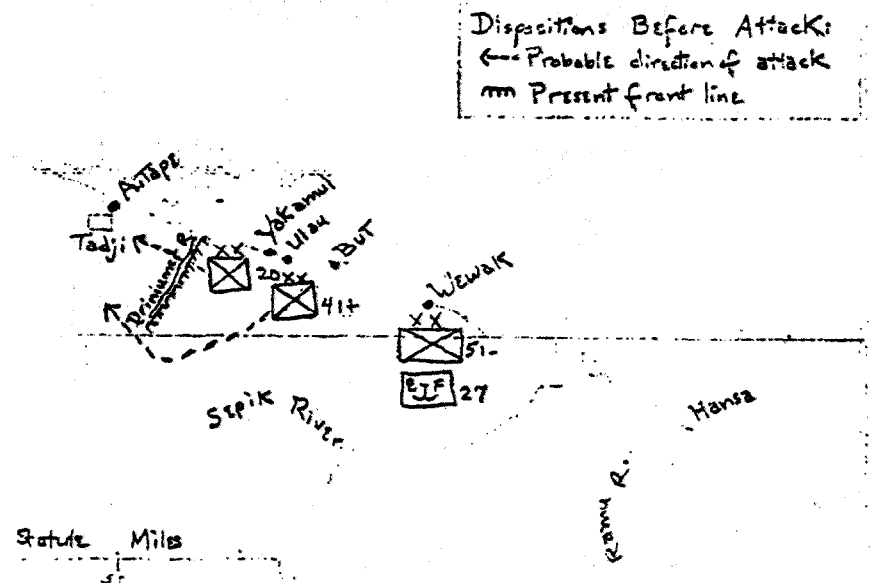 Dispositions Before Attack:
Probable direction of attack
Present front line
Aitape
Tadji
Yakamul
Ulau
But
Driniumor R.
20
41+
Wewak
51-
27
Sepik River
Hansa
Ramu R.
Statute Miles